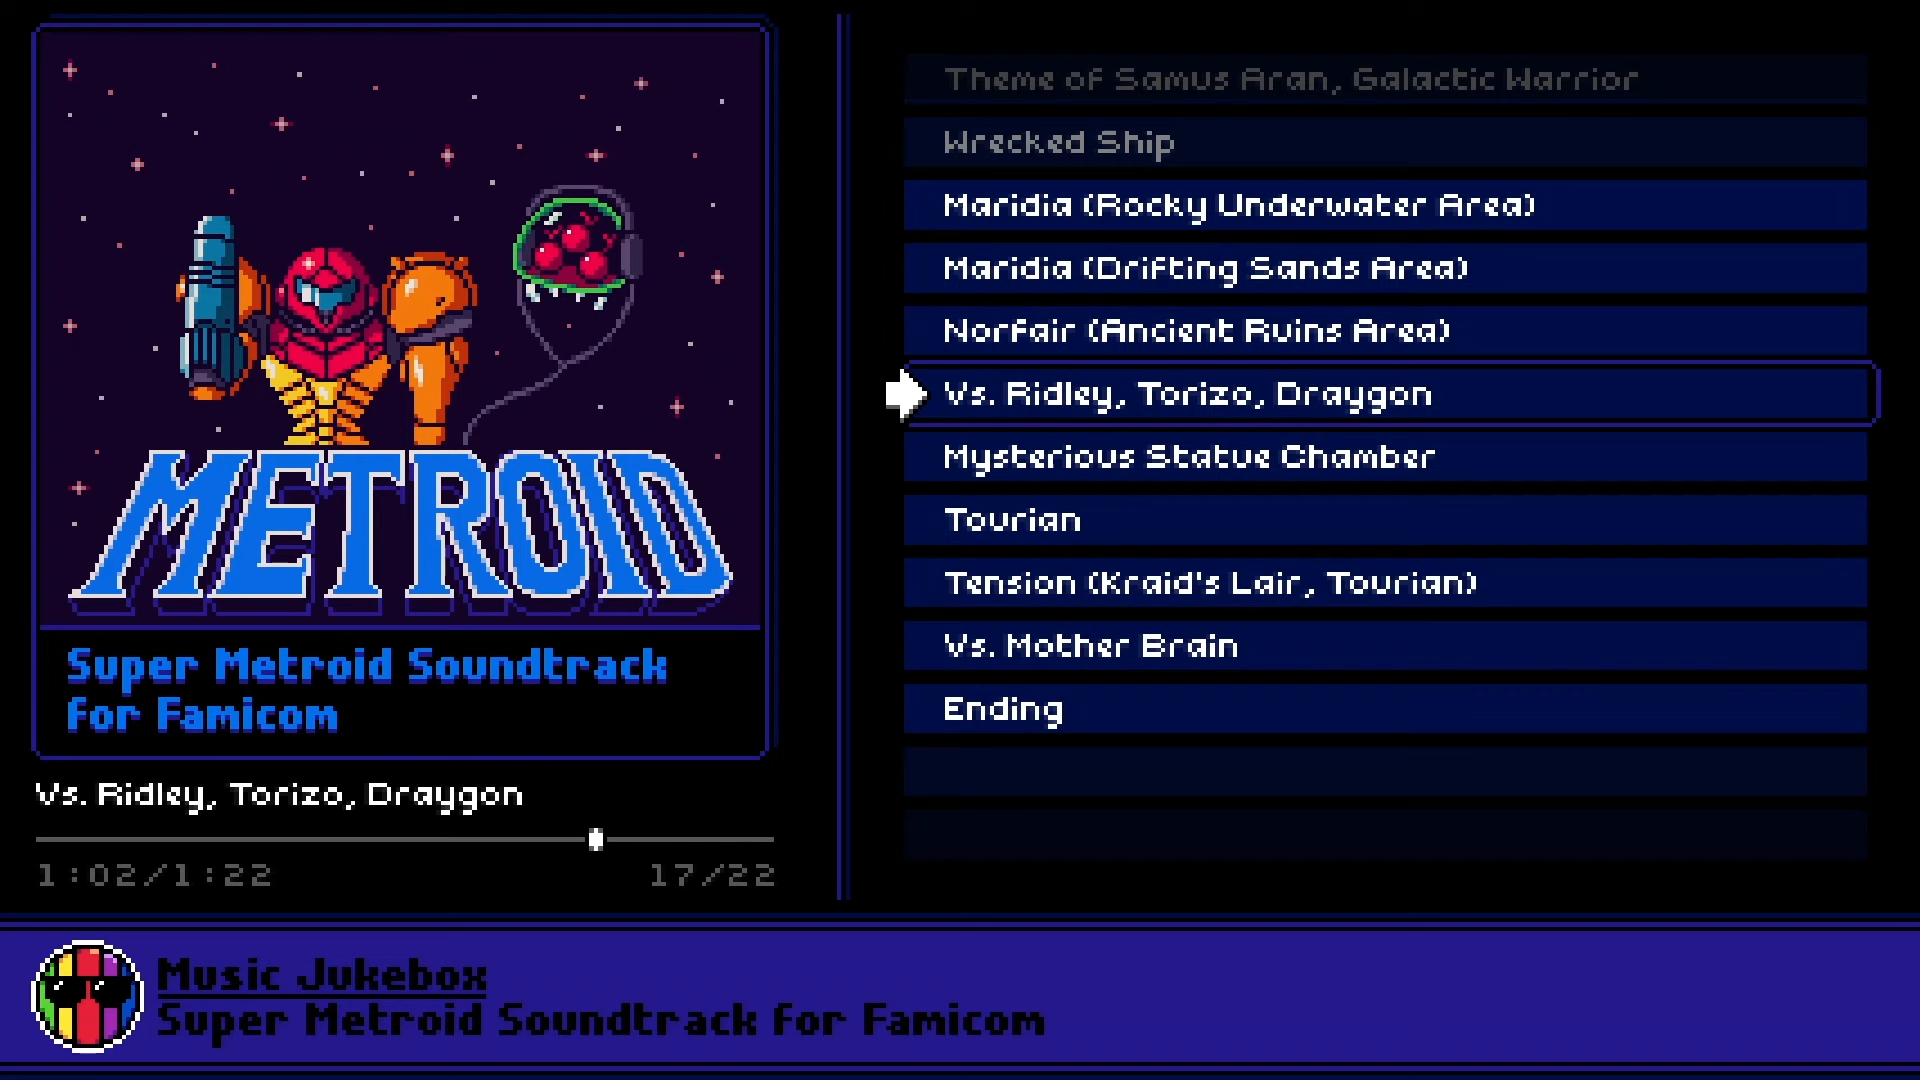 METROID
Super Metroid Soundtrack
for Famicom
Vs. Ridley, Torizo, Draygon
1:02/1:22
17/22
Theme of Samus Aran, Galactic Warrior
Wrecked Ship
Maridia (Rocky Underwater Area)
Maridia (Drifting Sands Area)
Norfair (Ancient Ruins Area)
Vs. Ridley, Torizo, Draygon
Mysterious Statue Chamber
Tourian
Tension (Kraid's Lair, Tourian)
Vs. Mother Brain
Ending
Music Jukebox
Super Metroid Soundtrack for Famicom